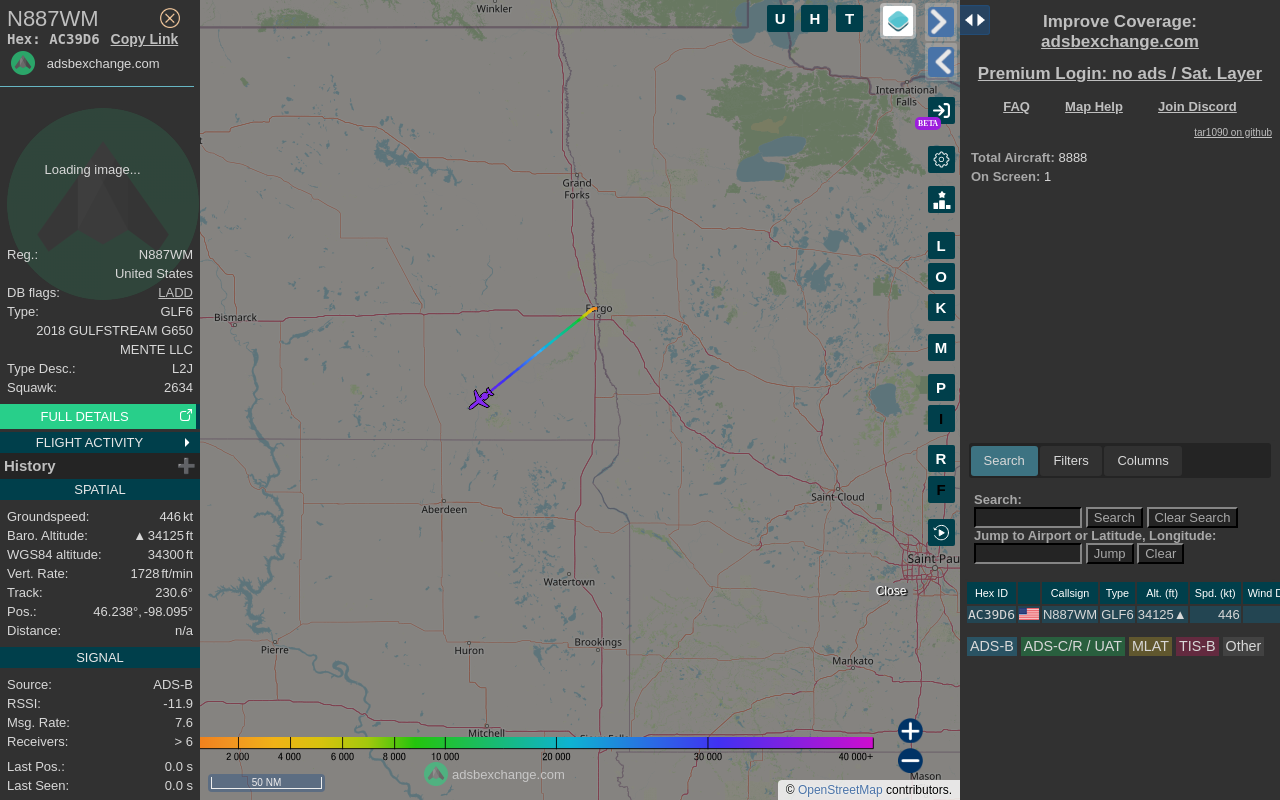 N887WM
Hex: AC39D6 Copy Link
adsbexchange.com
Loading image...
Reg.: N887WM
United States
DB flags: LADD
Type: GLF6
2018 GULFSTREAM G650
MENTE LLC
Type Desc.: L2J
Squawk: 2634
FULL DETAILS
FLIGHT ACTIVITY
History
SPATIAL
Groundspeed: 446 kt
Baro. Altitude: ▲ 34125 ft
WGS84 altitude: 34300 ft
Vert. Rate: 1728 ft/min
Track: 230.6°
Pos.: 46.238°, -98.095°
Distance: n/a
SIGNAL
Source: ADS-B
RSSI: -11.9
Msg. Rate: 7.6
Receivers: > 6
Last Pos.: 0.0 s
Last Seen: 0.0 s
Winkler
U H T
International
Falls
BETA
Grand
Forks
Fargo
Bismarck
L
O
K
M
P
I
R
F
Saint Cloud
Aberdeen
Saint Pau
Watertown
Close
Brookings
Pierre
Huron
Mankato
Mitchell
2 000 4 000 6 000 8 000 10 000 20 000 30 000 40 000+
Mason
50 NM
adsbexchange.com
© OpenStreetMap contributors.
Improve Coverage:
adsbexchange.com
Premium Login: no ads / Sat. Layer
FAQ Map Help Join Discord
tar1090 on github
Total Aircraft: 8888
On Screen: 1
Search Filters Columns
Search:
Search Clear Search
Jump to Airport or Latitude, Longitude:
Jump Clear
Hex ID Callsign Type Alt. (ft) Spd. (kt) Wind D
AC39D6 N887WM GLF6 34125▲ 446
ADS-B ADS-C/R / UAT MLAT TIS-B Other